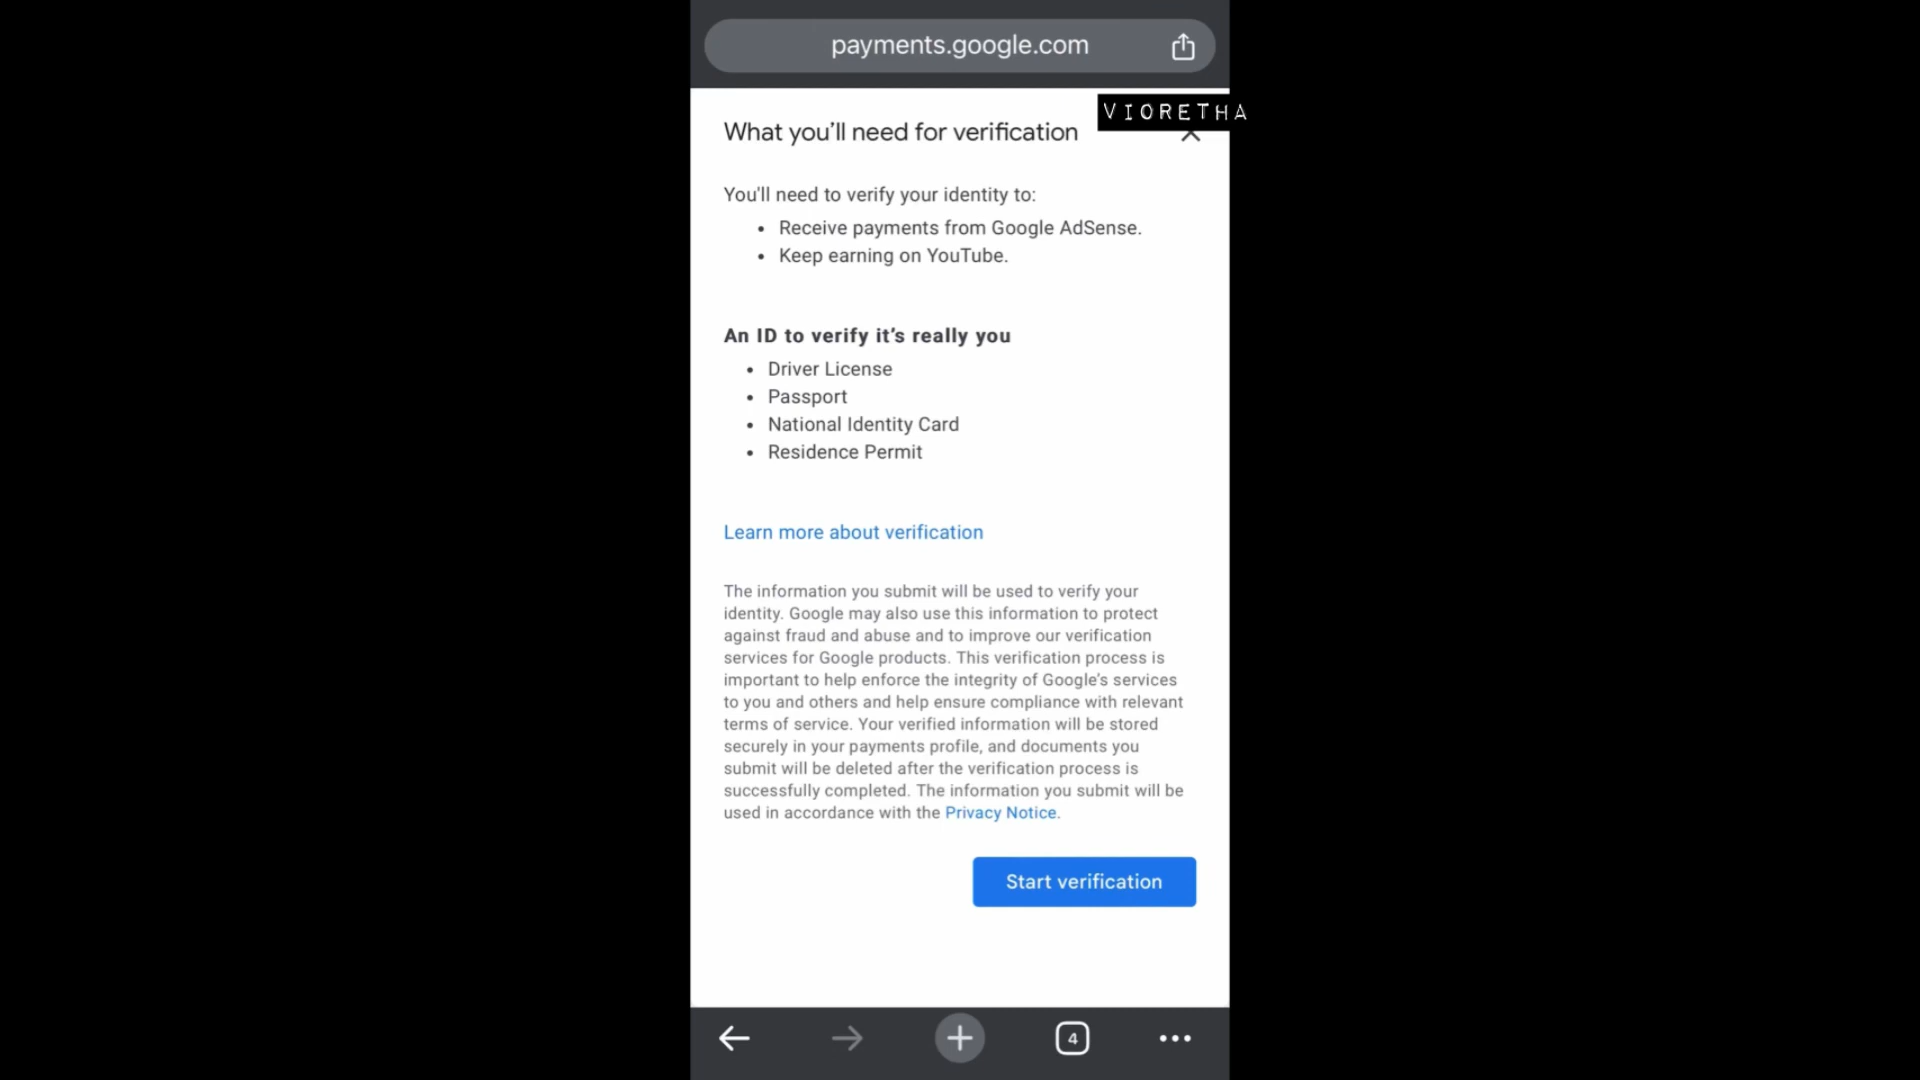 payments.google.com
VIORETHA
What you’ll need for verification
You'll need to verify your identity to:
• Receive payments from Google AdSense.
• Keep earning on YouTube.
An ID to verify it’s really you
• Driver License
• Passport
• National Identity Card
• Residence Permit
Learn more about verification
The information you submit will be used to verify your
identity. Google may also use this information to protect
against fraud and abuse and to improve our verification
services for Google products. This verification process is
important to help enforce the integrity of Google's services
to you and others and help ensure compliance with relevant
terms of service. Your verified information will be stored
securely in your payments profile, and documents you
submit will be deleted after the verification process is
successfully completed. The information you submit will be
used in accordance with the Privacy Notice.
Start verification
4